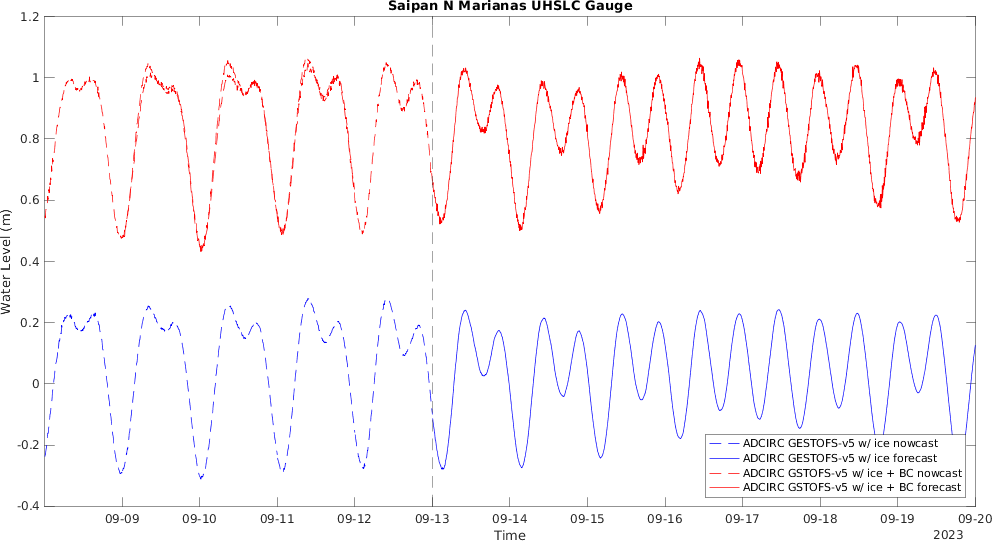 Saipan N Marianas UHSLC Gauge
1.2
1
0.8
0.6
0.4
0.2
0
-0.2
-0.4
Water Level (m)
ADCIRC GESTOFS-v5 w/ ice nowcast
ADCIRC GESTOFS-v5 w/ ice forecast
ADCIRC GSTOFS-v5 w/ ice + BC nowcast
ADCIRC GSTOFS-v5 w/ ice + BC forecast
09-09 09-10 09-11 09-12 09-13 09-14 09-15 09-16 09-17 09-18 09-19 09-20
Time
2023